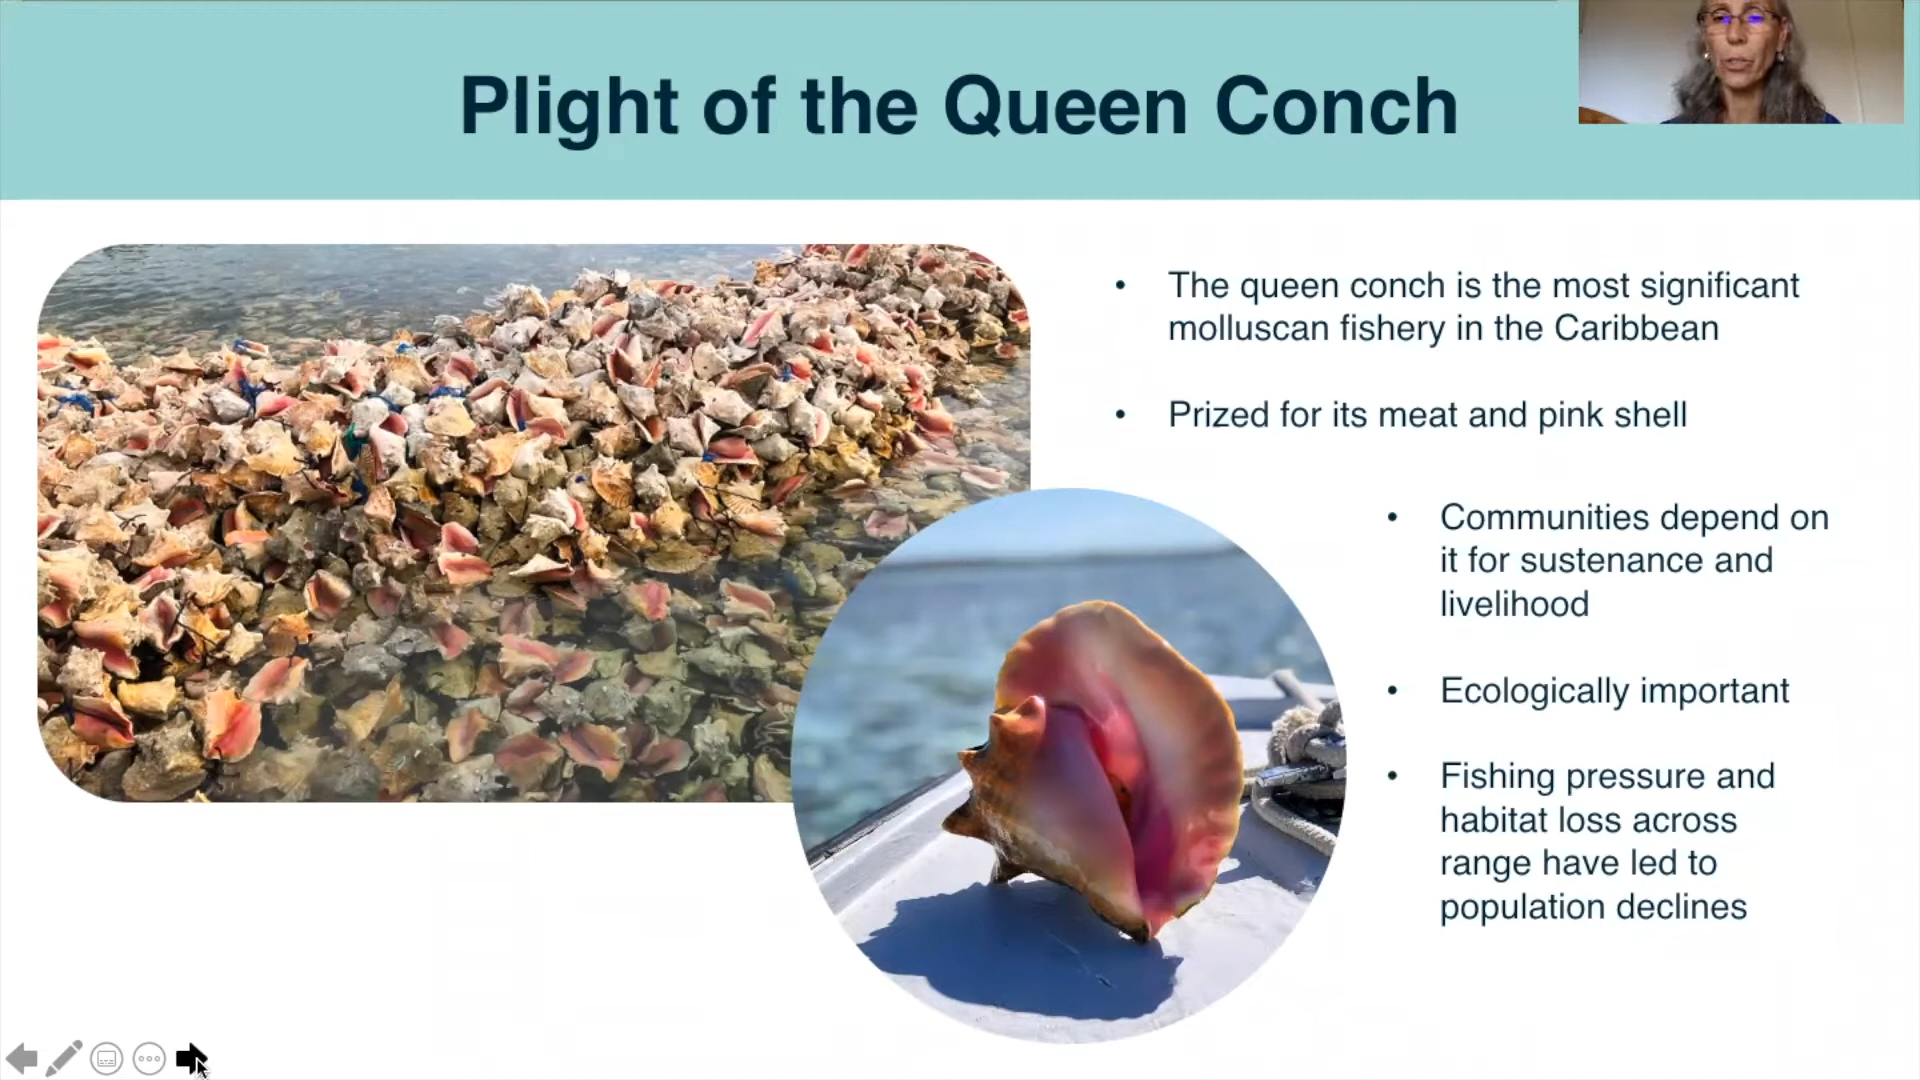 Plight of the Queen Conch
• The queen conch is the most significant
molluscan fishery in the Caribbean
• Prized for its meat and pink shell
• Communities depend on
it for sustenance and
livelihood
• Ecologically important
• Fishing pressure and
habitat loss across
range have led to
population declines